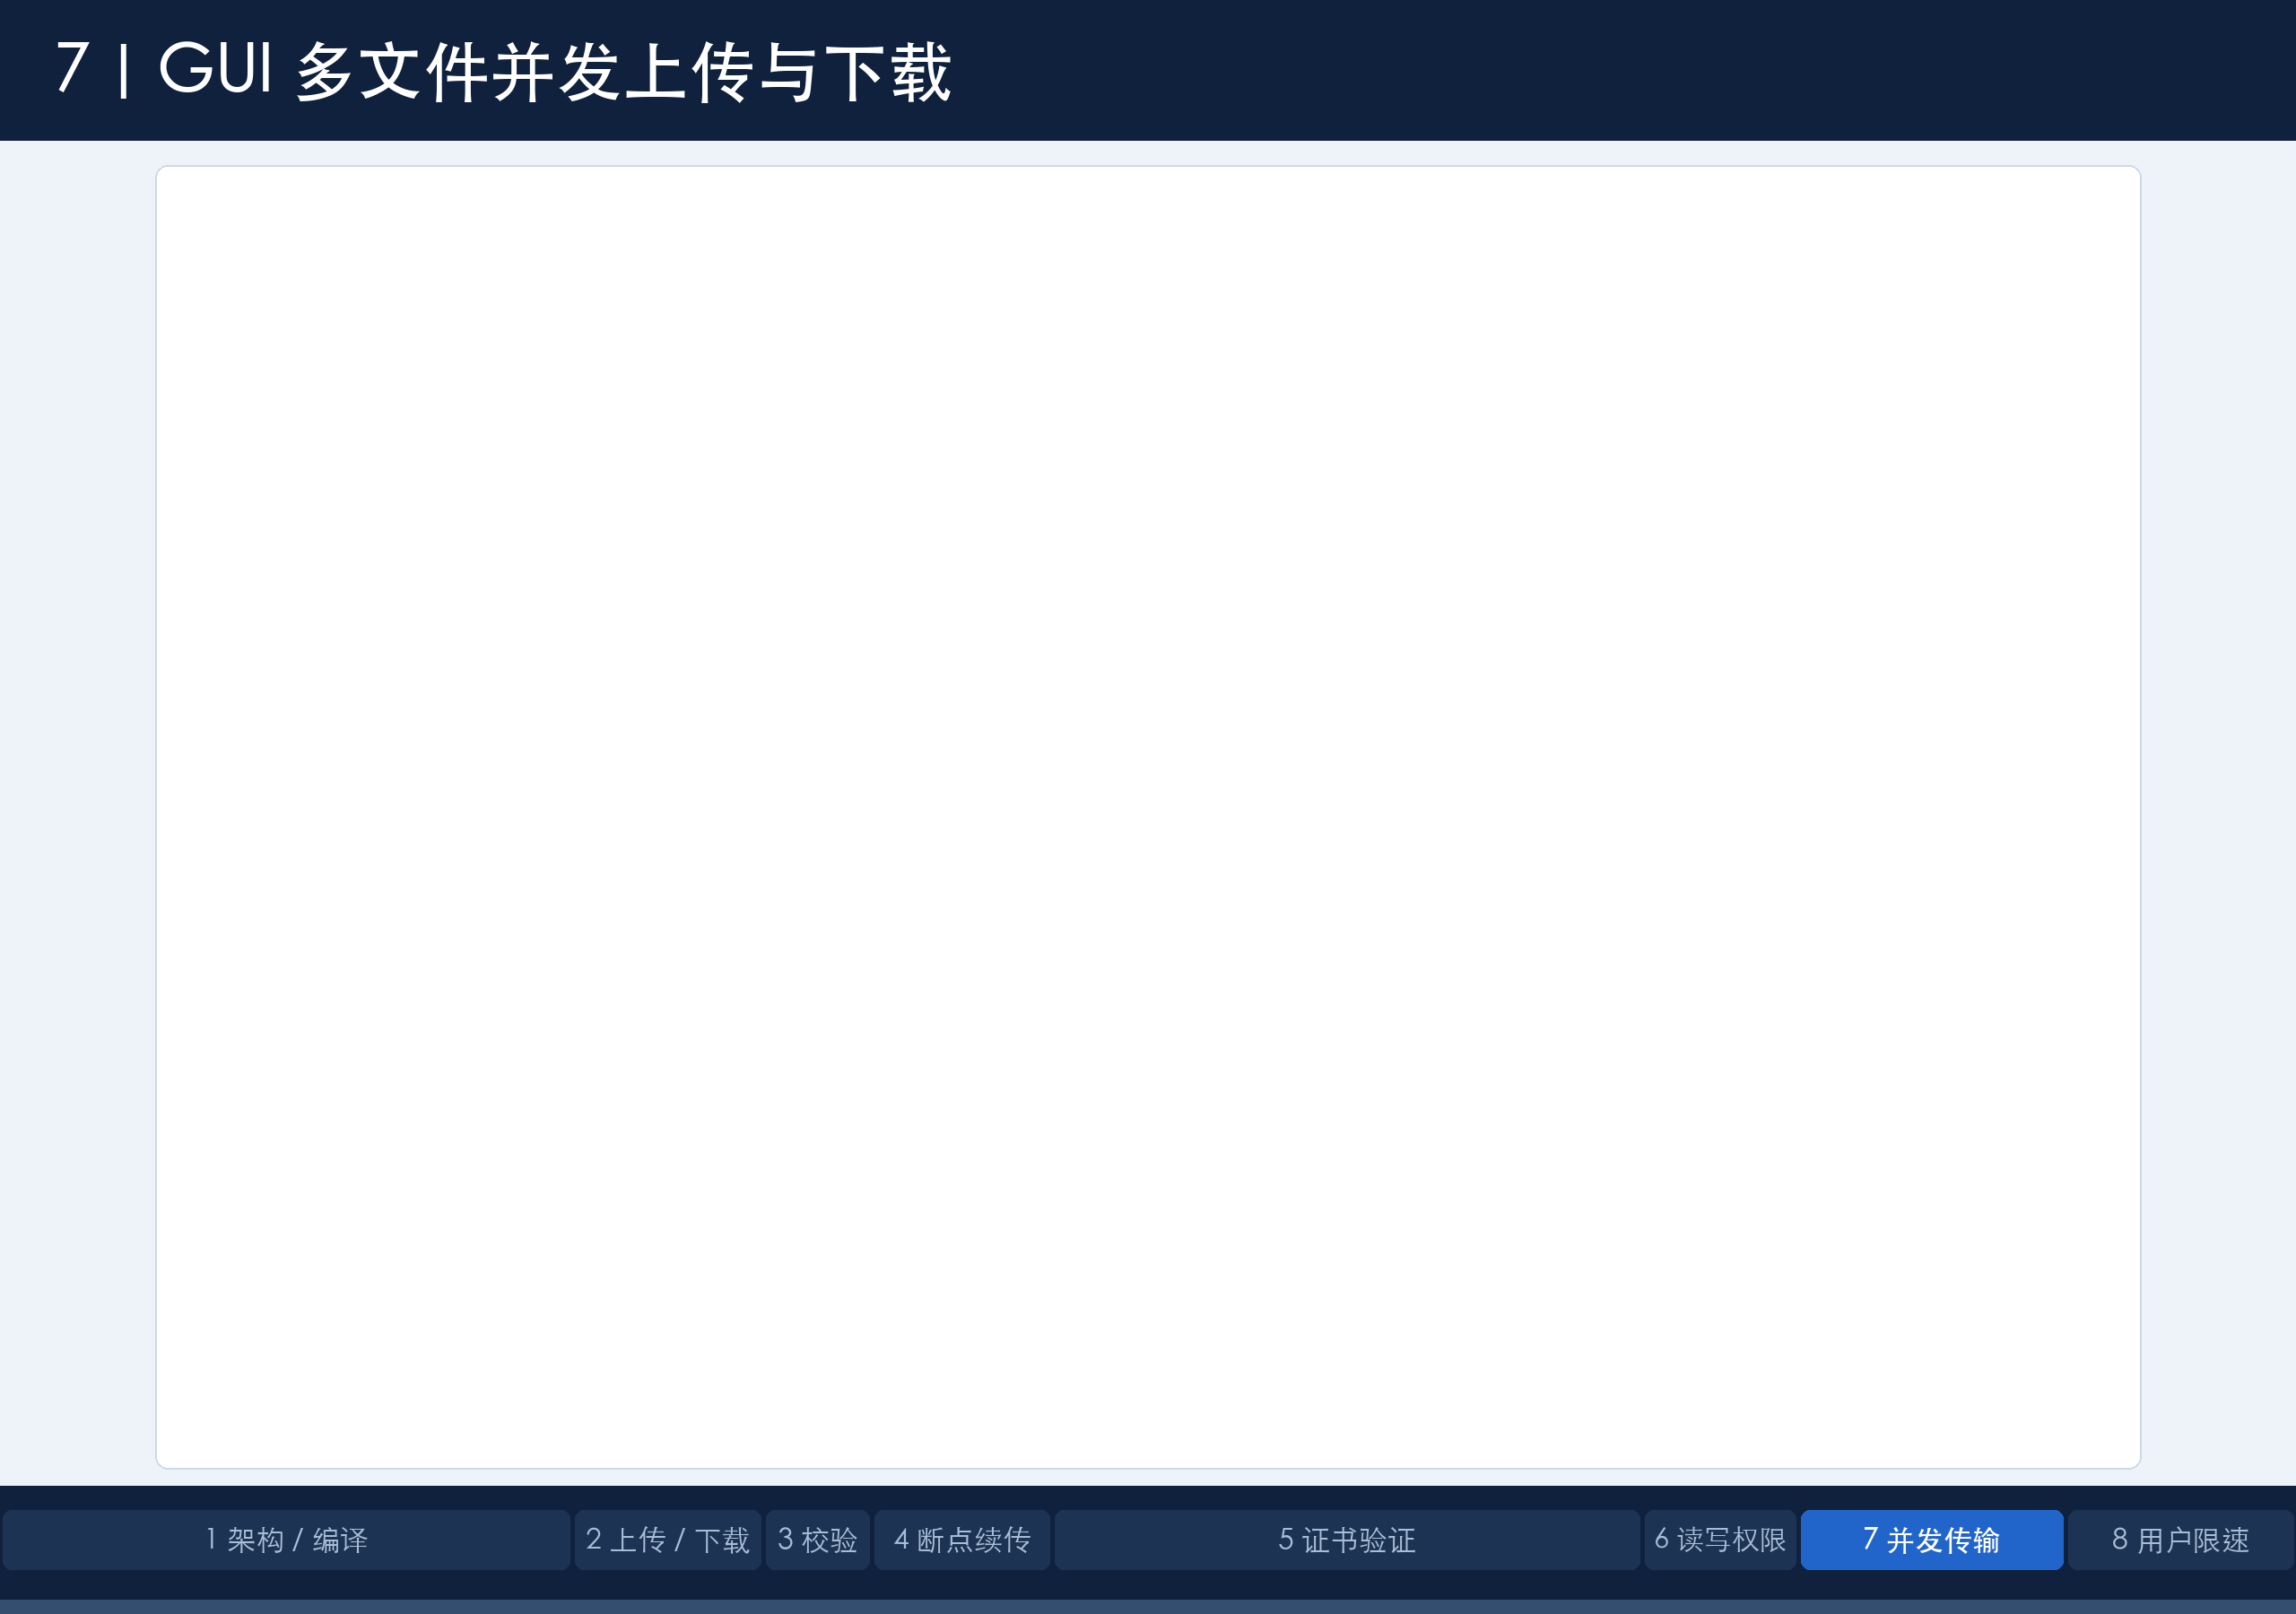 7 | GUI 多文件并发上传与下载
1 架构 / 编译
2 上传 / 下载
3 校验
4 断点续传
5 证书验证
6 读写权限
7 并发传输
8 用户限速